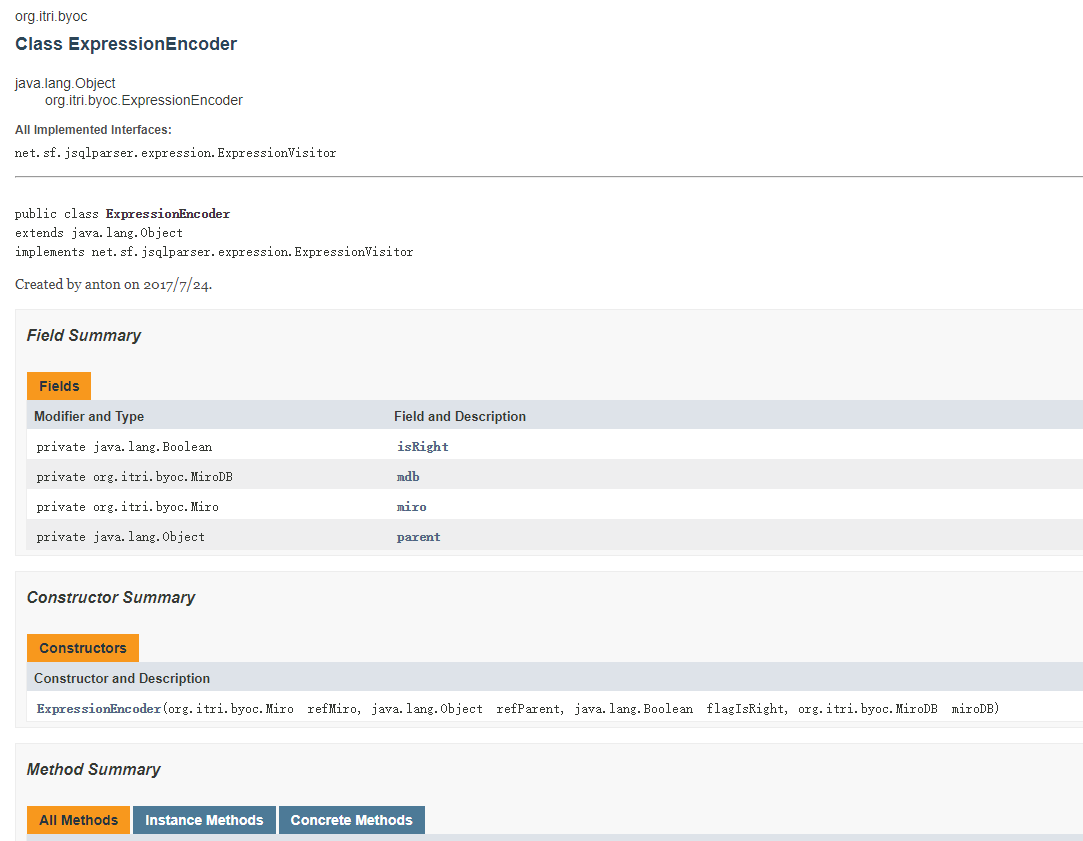 org.itri.byoc
Class ExpressionEncoder
java.lang.Object
org.itri.byoc.ExpressionEncoder
All Implemented Interfaces:
net.sf.jsqlparser.expression.ExpressionVisitor
public class ExpressionEncoder
extends java.lang.Object
implements net.sf.jsqlparser.expression.ExpressionVisitor
Created by anton on 2017/7/24.
Field Summary
Fields
Modifier and Type Field and Description
private java.lang.Boolean isRight
private org.itri.byoc.MiroDB mdb
private org.itri.byoc.Miro miro
private java.lang.Object parent
Constructor Summary
Constructors
Constructor and Description
ExpressionEncoder(org.itri.byoc.Miro refMiro, java.lang.Object refParent, java.lang.Boolean flagIsRight, org.itri.byoc.MiroDB miroDB)
Method Summary
All Methods Instance Methods Concrete Methods